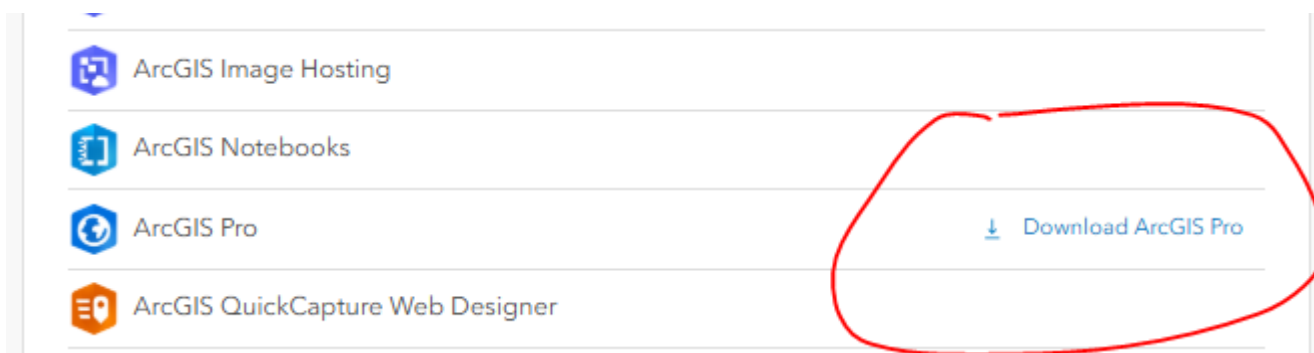 ArcGIS Image Hosting
ArcGIS Notebooks
ArcGIS Pro Download ArcGIS Pro
ArcGIS QuickCapture Web Designer